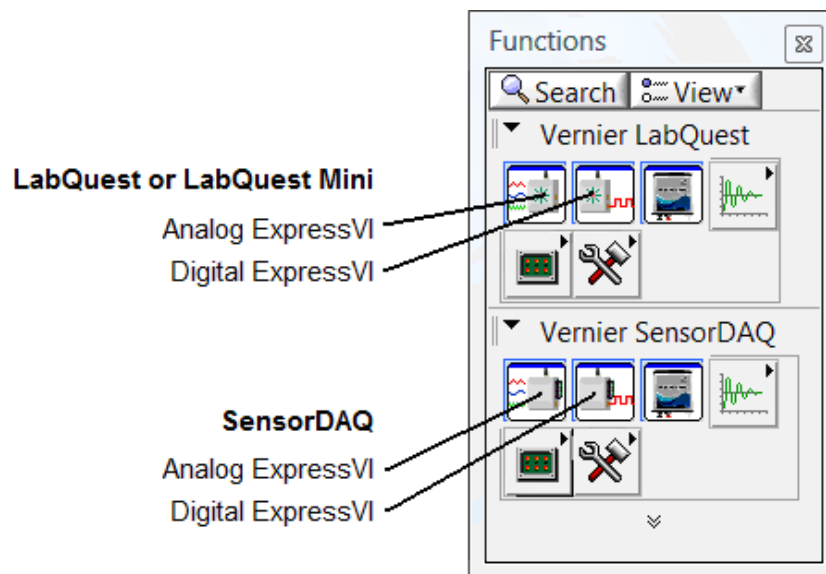 Functions
Search View
Vernier LabQuest
LabQuest or LabQuest Mini
Analog ExpressVI
Digital ExpressVI
Vernier SensorDAQ
SensorDAQ
Analog ExpressVI
Digital ExpressVI